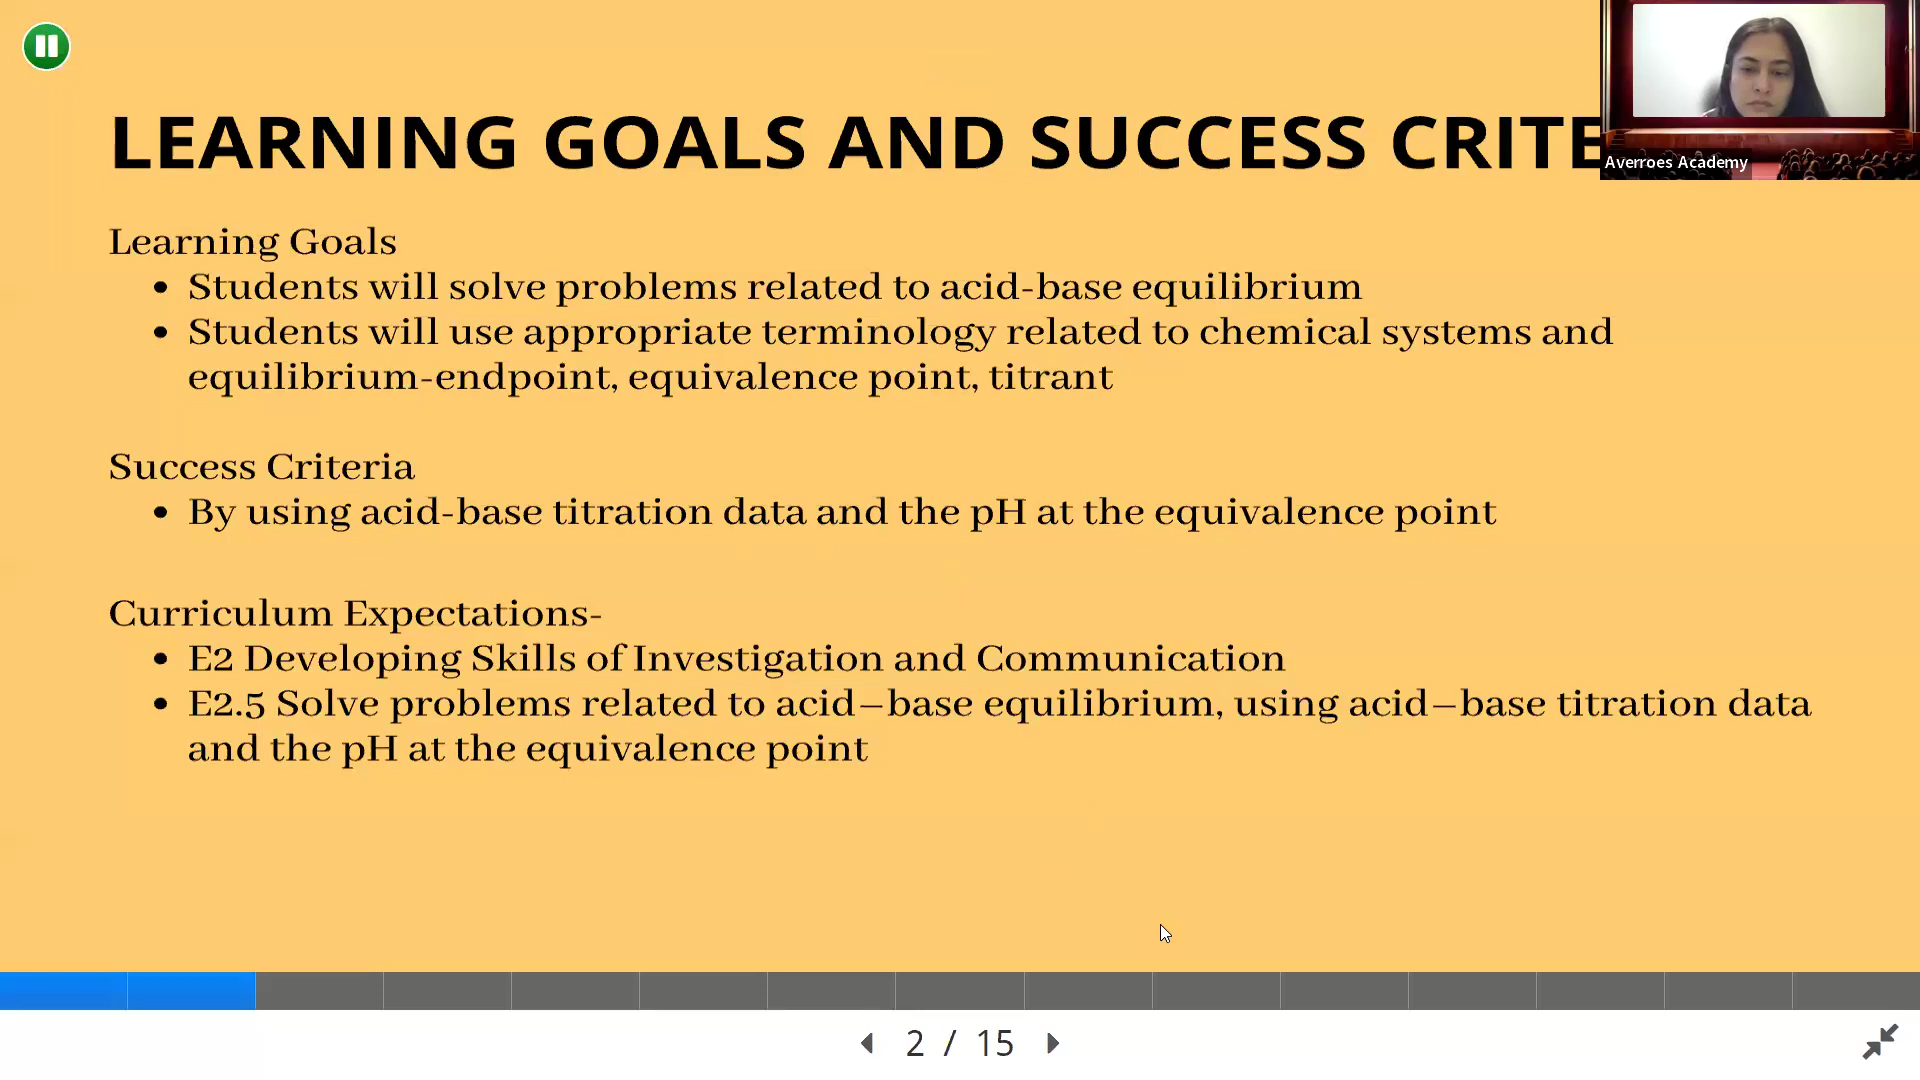 LEARNING GOALS AND SUCCESS CRITE
Averroes Academy
Learning Goals
• Students will solve problems related to acid-base equilibrium
• Students will use appropriate terminology related to chemical systems and
equilibrium-endpoint, equivalence point, titrant
Success Criteria
• By using acid-base titration data and the pH at the equivalence point
Curriculum Expectations-
• E2 Developing Skills of Investigation and Communication
• E2.5 Solve problems related to acid–base equilibrium, using acid–base titration data
and the pH at the equivalence point
2 / 15